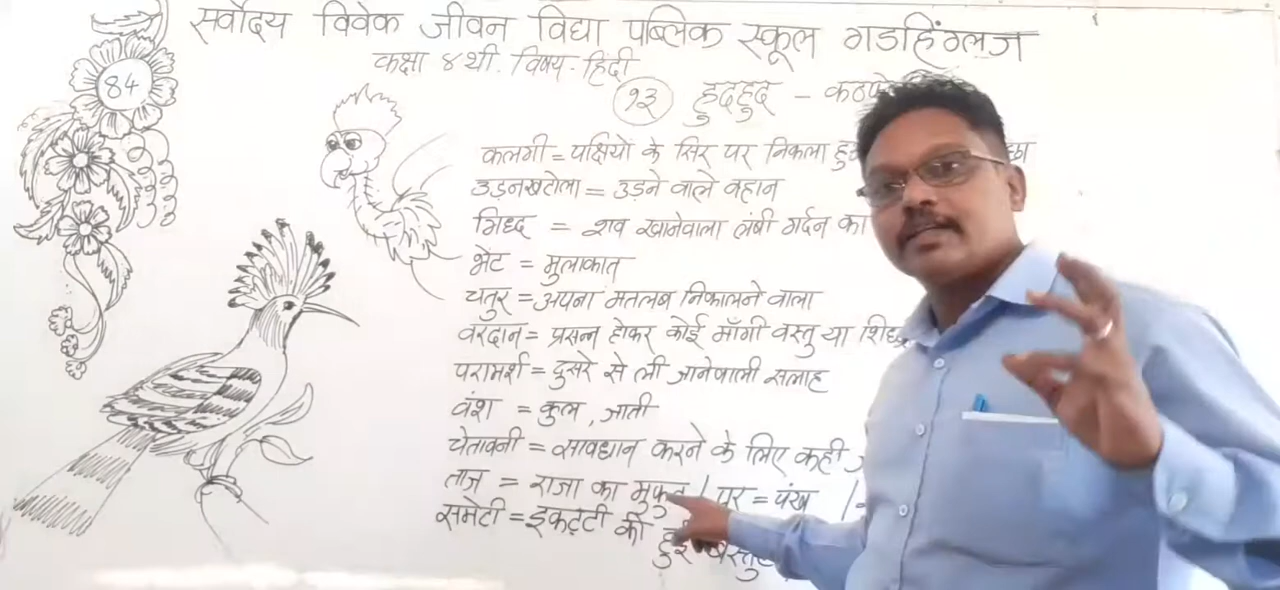 सर्वोदय विवेक जीवन विद्या पब्लिक स्कूल गडहिंग्लज
कक्षा ४थी. विषय-हिंदी
84
१३ हुदहुद -
कलगी = पक्षियों के सिर पर निकला
उड़नखटोला = उड़ने वाले वहान
गिध्द = शव खानेवाला लंबी गर्दन का
भेंट = मुलाकात
चतुर = अपना मतलब निकालने वाला
वरदान = प्रसन्न होकर कोई माँगी वस्तु या
परामर्श = दुसरे से ली जानेवाली सलाह
वंश = कुल, जाती
चेतावनी = सावधान करने के लिए कही
ताज = राजा का मुकुट / पर = पंख /
समेटी = इकट्टी की हुई